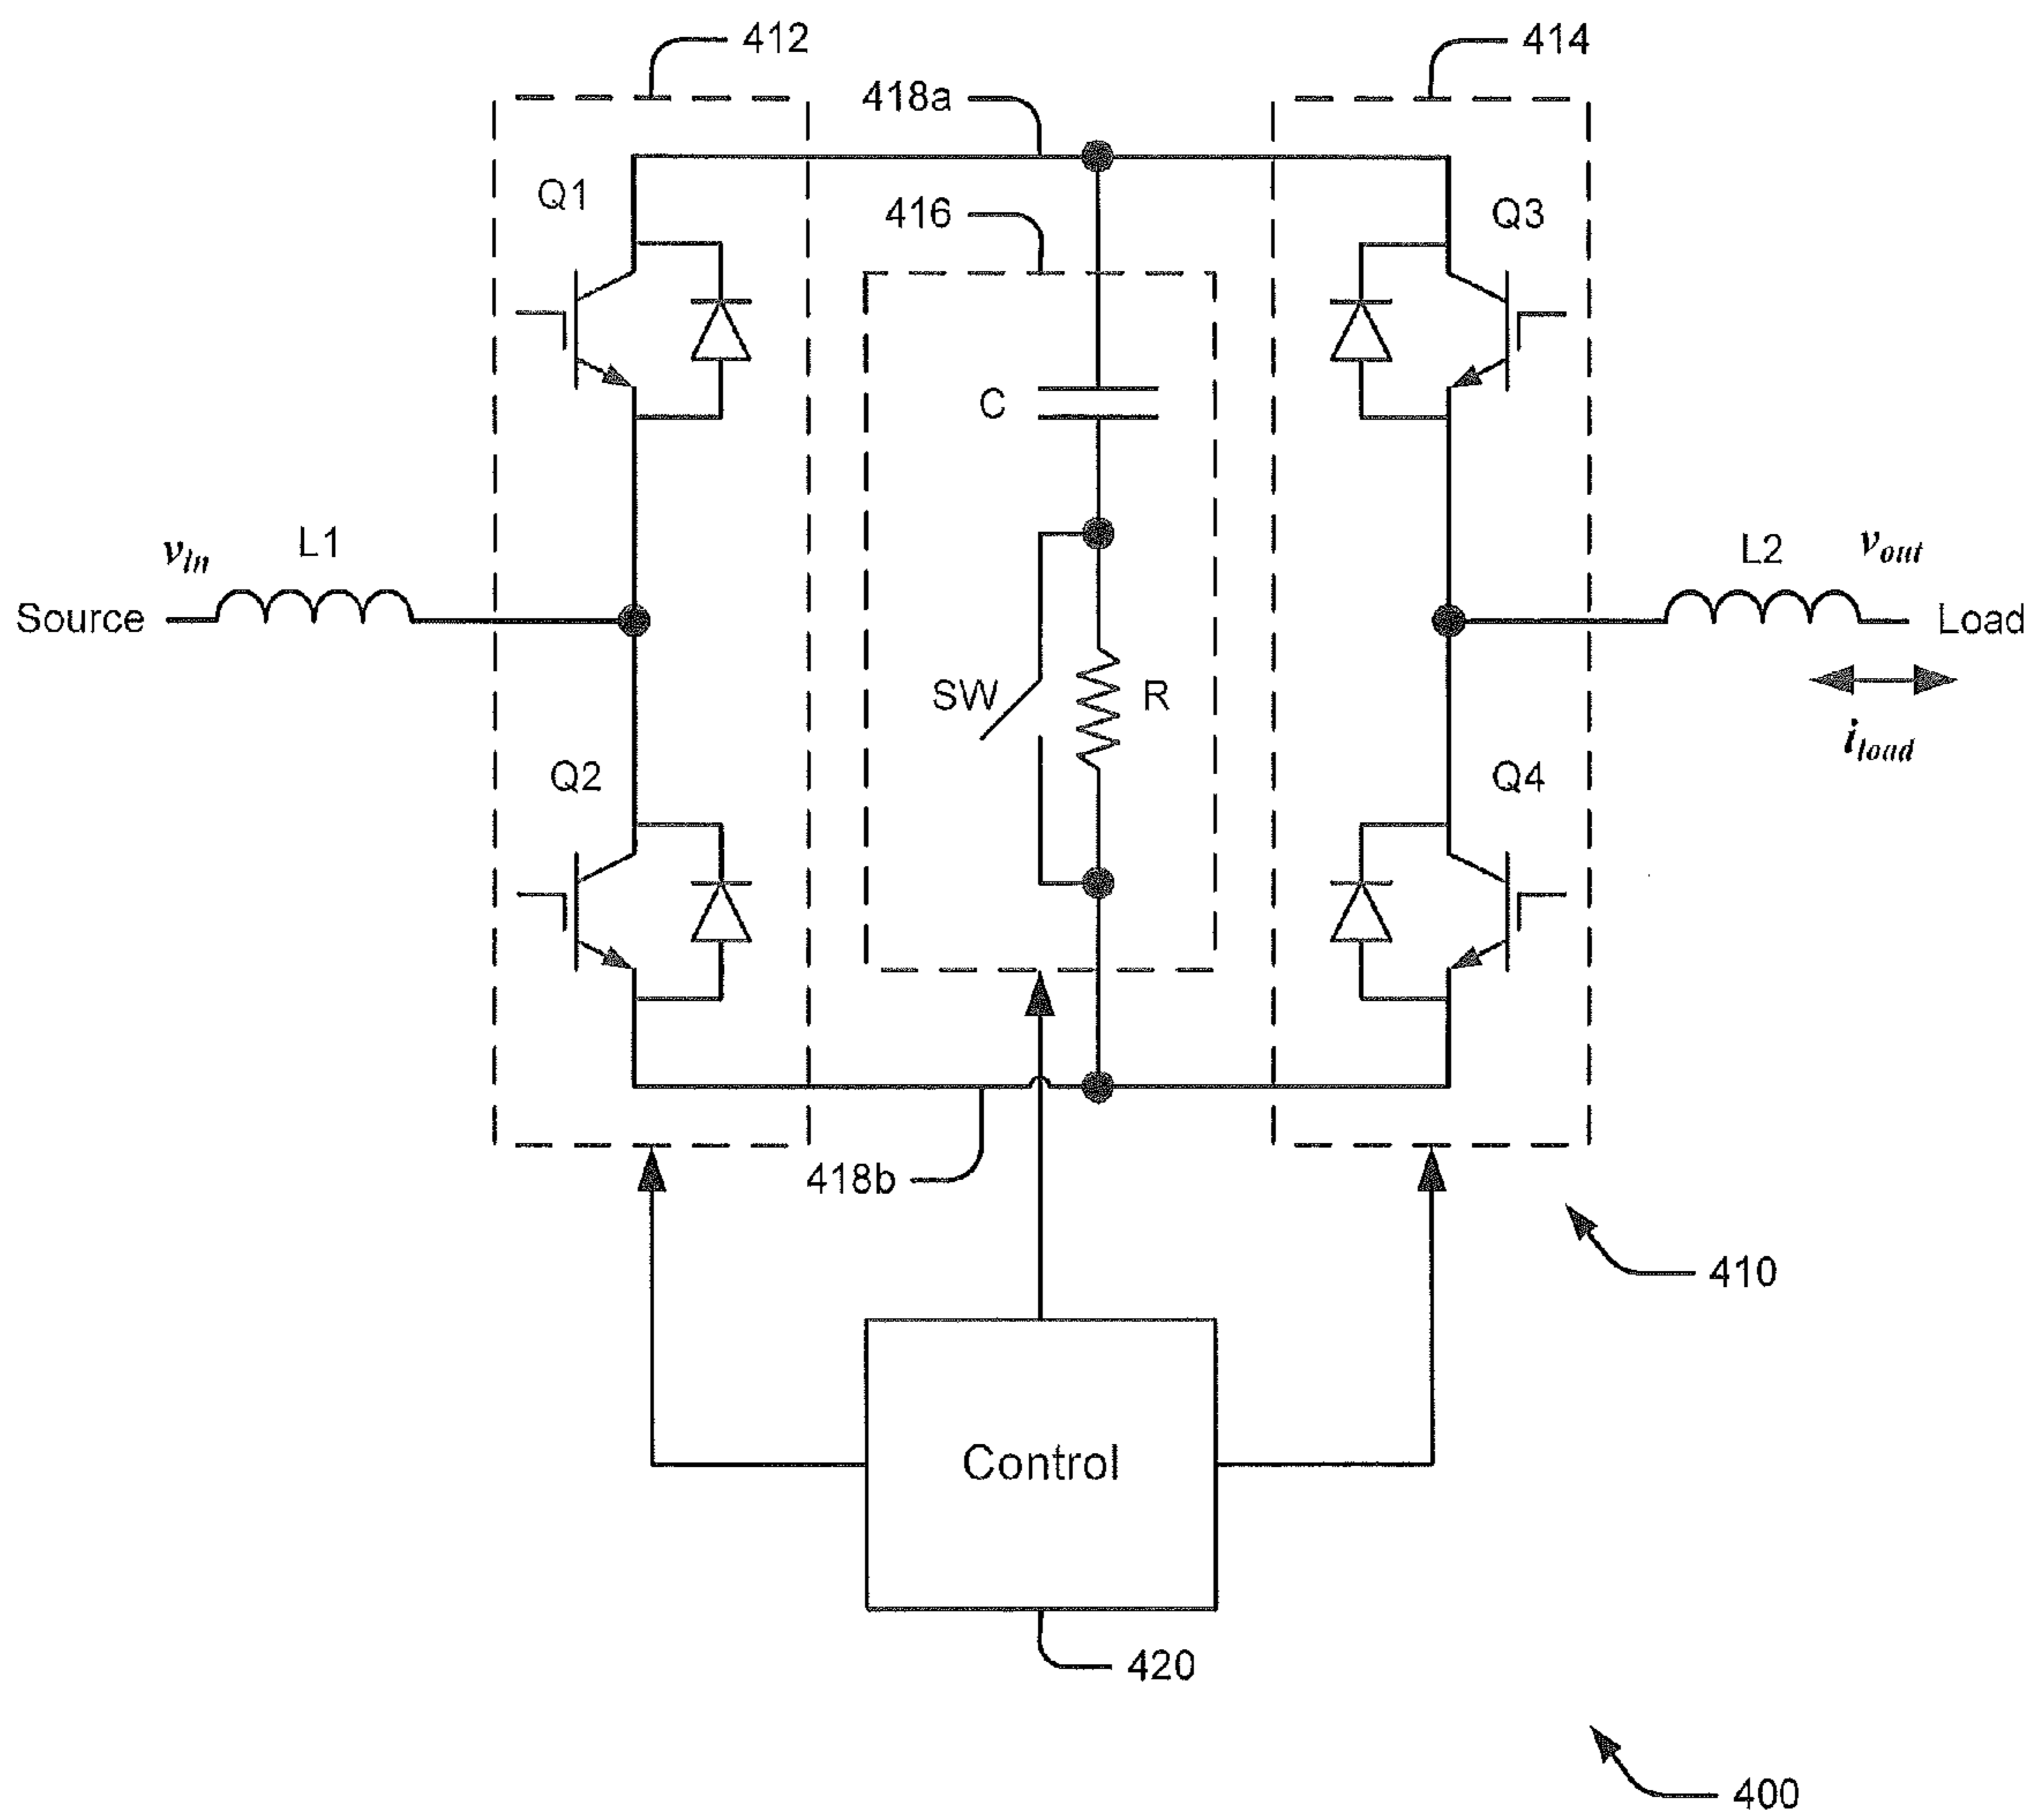 412
414
418a
Q1
416
Q3
C
L1
v_in
L2
v_out
Source
Load
SW
R
i_load
Q2
Q4
418b
410
Control
420
400